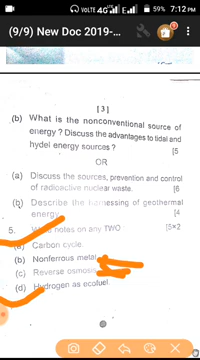 VOLTE 4G E 59% 7:12 PM
(9/9) New Doc 2019-...
[ 3 ]
(b) What is the nonconventional source of
energy ? Discuss the advantages to tidal and
hydel energy sources ? [5
OR
(a) Discuss the sources, prevention and control
of radioactive nuclear waste. [6
(b) Describe the harnessing of geothermal
energy. [4
5. notes on any TWO [5×2
(a) Carbon cycle.
(b) Nonferrous metal
(c) Reverse osmosis
(d) Hydrogen as ecofuel.